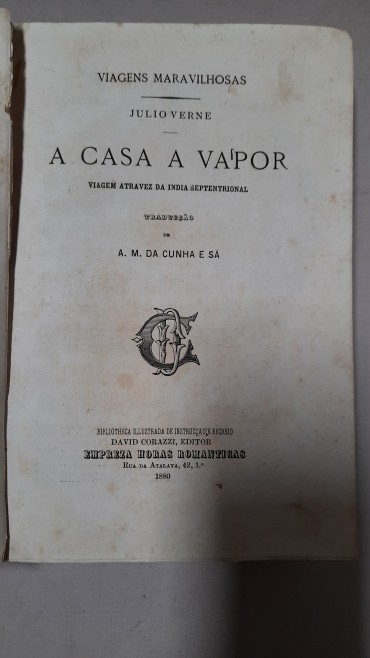 VIAGENS MARAVILHOSAS
JULIO VERNE
A CASA A VAPOR
VIAGEM ATRAVEZ DA INDIA SEPTENTRIONAL
TRADUCÇÃO
DE
A. M. DA CUNHA E SÁ
BIBLIOTHECA ILLUSTRADA DE INSTRUCÇÃO E RECREIO
DAVID CORAZZI, EDITOR
EMPREZA HORAS ROMANTICAS
RUA DA ATALAYA, 42, 1.º
1880